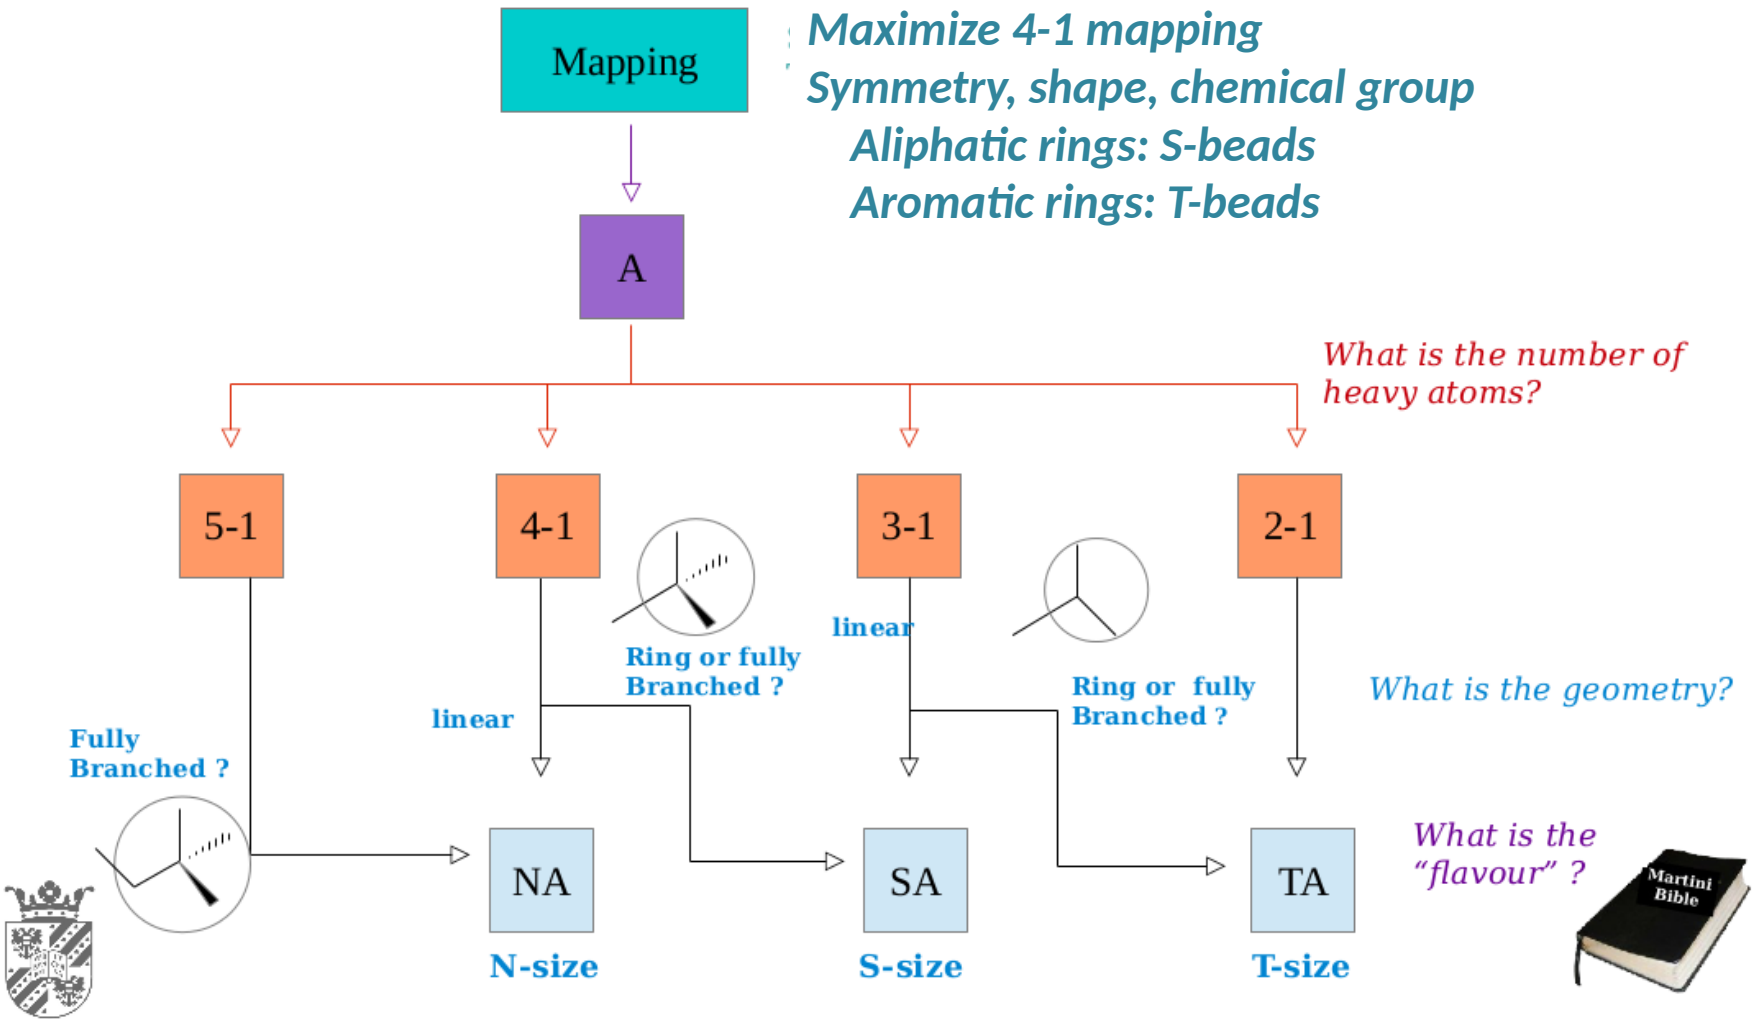 Mapping
Maximize 4-1 mapping
Symmetry, shape, chemical group
Aliphatic rings: S-beads
Aromatic rings: T-beads
A
What is the number of
heavy atoms?
5-1
4-1
3-1
2-1
linear
Ring or fully
Branched ?
Ring or fully
Branched ?
What is the geometry?
linear
Fully
Branched ?
What is the
“flavour” ?
Martini
Bible
NA
SA
TA
N-size
S-size
T-size